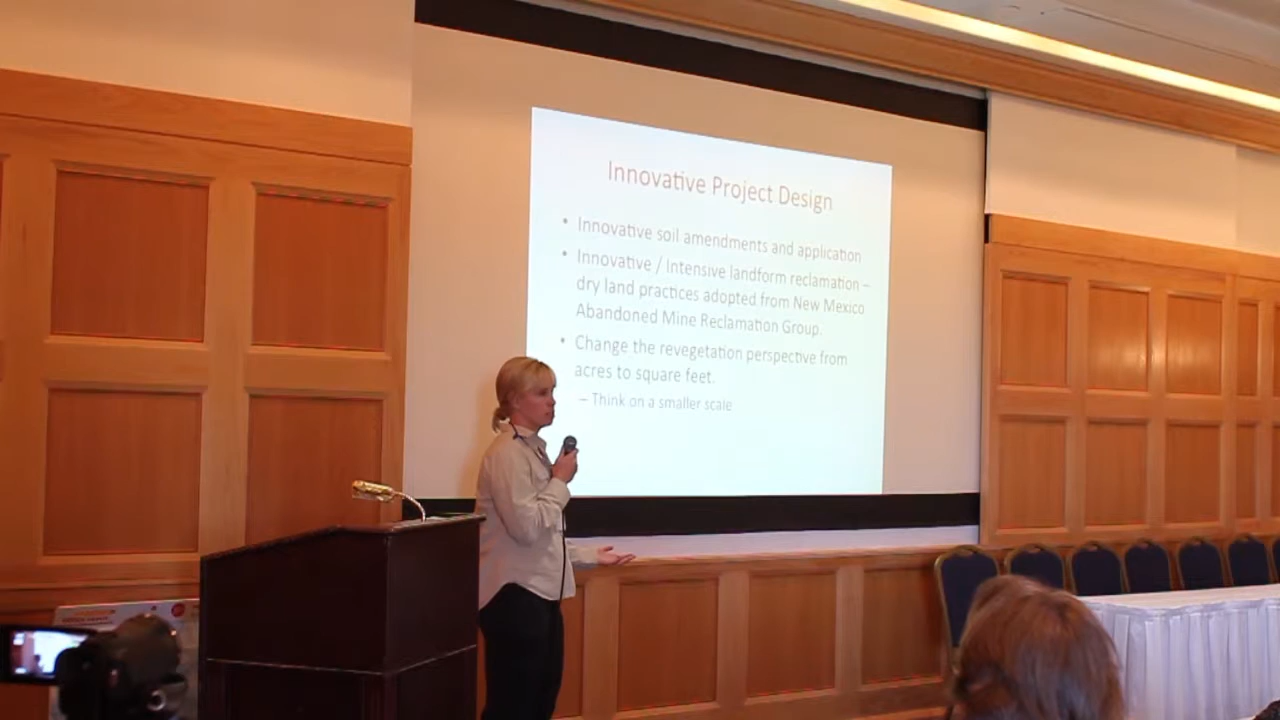 Innovative Project Design
• Innovative soil amendments and application
• Innovative / Intensive landform reclamation –
dry land practices adopted from New Mexico
Abandoned Mine Reclamation Group.
• Change the revegetation perspective from
acres to square feet.
– Think on a smaller scale